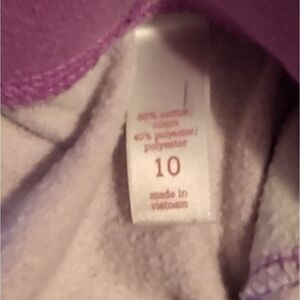 60% cotton/
coton
40% polyester/
polyester
10
made in
vietnam